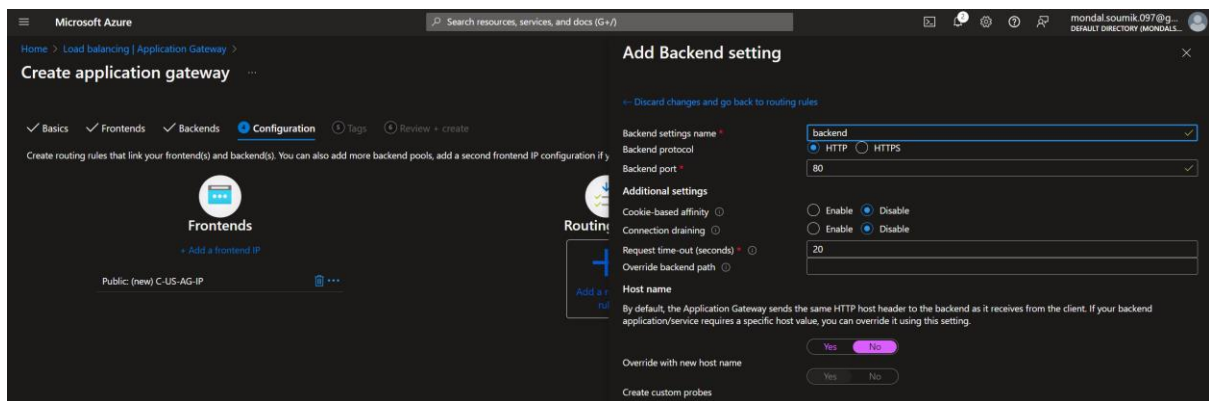 Microsoft Azure
Search resources, services, and docs (G+/)
2
mondal.soumik.097@g...
DEFAULT DIRECTORY (MONDALS...
Home > Load balancing | Application Gateway >
Create application gateway ...
Basics Frontends Backends 4 Configuration 5 Tags 6 Review + create
Create routing rules that link your frontend(s) and backend(s). You can also add more backend pools, add a second frontend IP configuration if y
Frontends
+ Add a frontend IP
Public: (new) C-US-AG-IP ...
Routing
Add a r
rul
Add Backend setting
← Discard changes and go back to routing rules
Backend settings name * backend
Backend protocol HTTP HTTPS
Backend port * 80
Additional settings
Cookie-based affinity Enable Disable
Connection draining Enable Disable
Request time-out (seconds) * 20
Override backend path
Host name
By default, the Application Gateway sends the same HTTP host header to the backend as it receives from the client. If your backend
application/service requires a specific host value, you can override it using this setting.
Yes No
Override with new host name
Yes No
Create custom probes